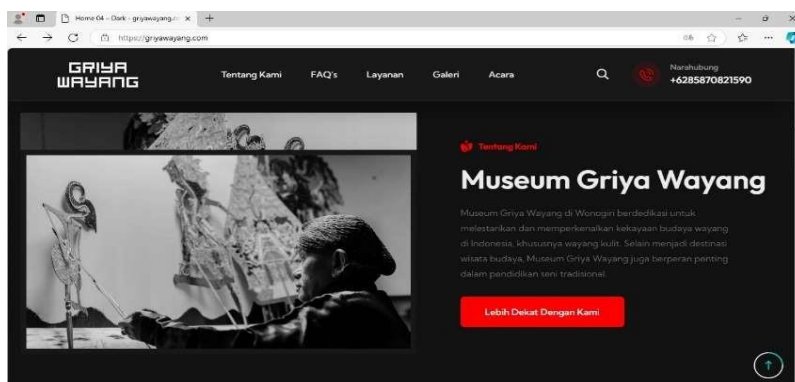 Home 04 – Dark - griyawayang.c
https://griyawayang.com
GRIYA
WAYANG
Tentang Kami
FAQ's
Layanan
Galeri
Acara
Narahubung
+6285870821590
Tentang Kami
Museum Griya Wayang
Museum Griya Wayang di Wonogiri berdedikasi untuk
melestarikan dan memperkenalkan kekayaan budaya wayang
di Indonesia, khususnya wayang kulit. Selain menjadi destinasi
wisata budaya, Museum Griya Wayang juga berperan penting
dalam pendidikan seni tradisional.
Lebih Dekat Dengan Kami